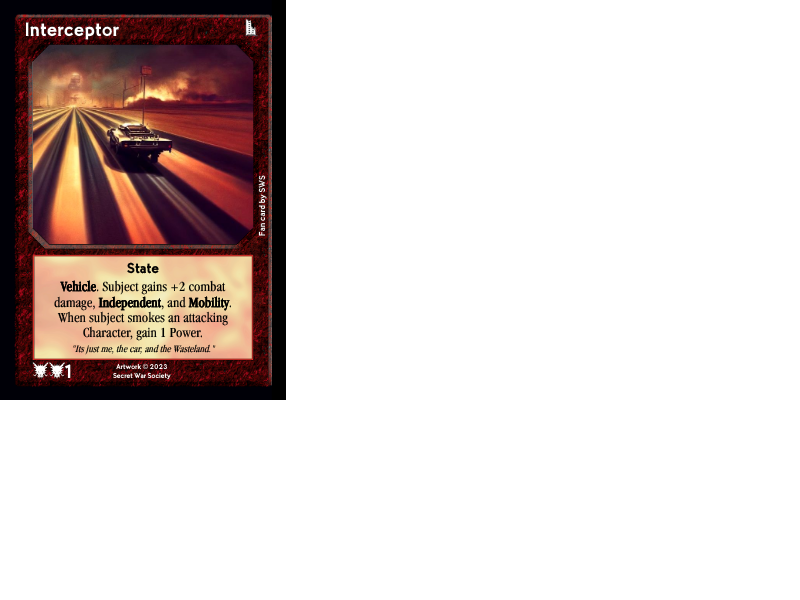 Interceptor
Fan card by SWS
State
Vehicle. Subject gains +2 combat
damage, Independent, and Mobility.
When subject smokes an attacking
Character, gain 1 Power.
"Its just me, the car, and the Wasteland."
1
Artwork © 2023
Secret War Society